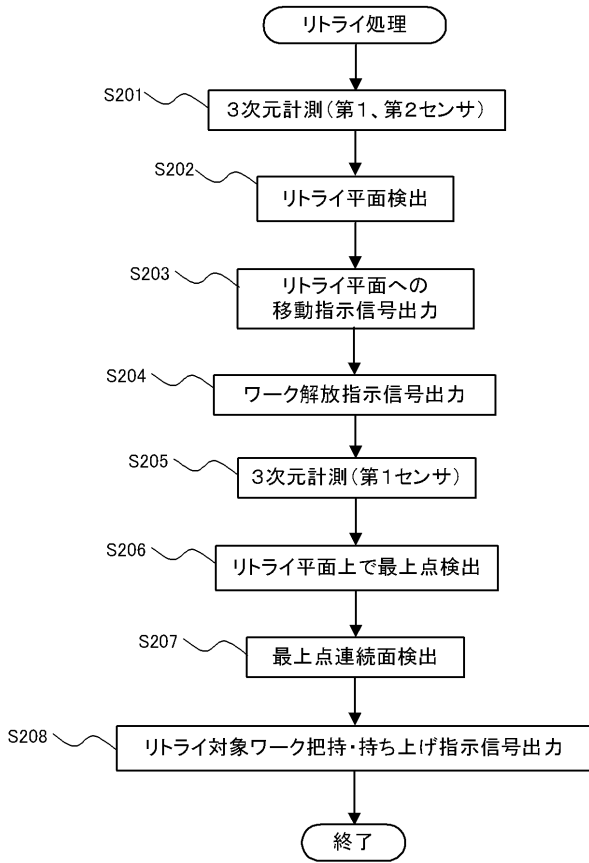 リトライ処理
S201
3次元計測(第1、第2センサ)
S202
リトライ平面検出
S203
リトライ平面への
移動指示信号出力
S204
ワーク解放指示信号出力
S205
3次元計測(第1センサ)
S206
リトライ平面上で最上点検出
S207
最上点連続面検出
S208
リトライ対象ワーク把持・持ち上げ指示信号出力
終了